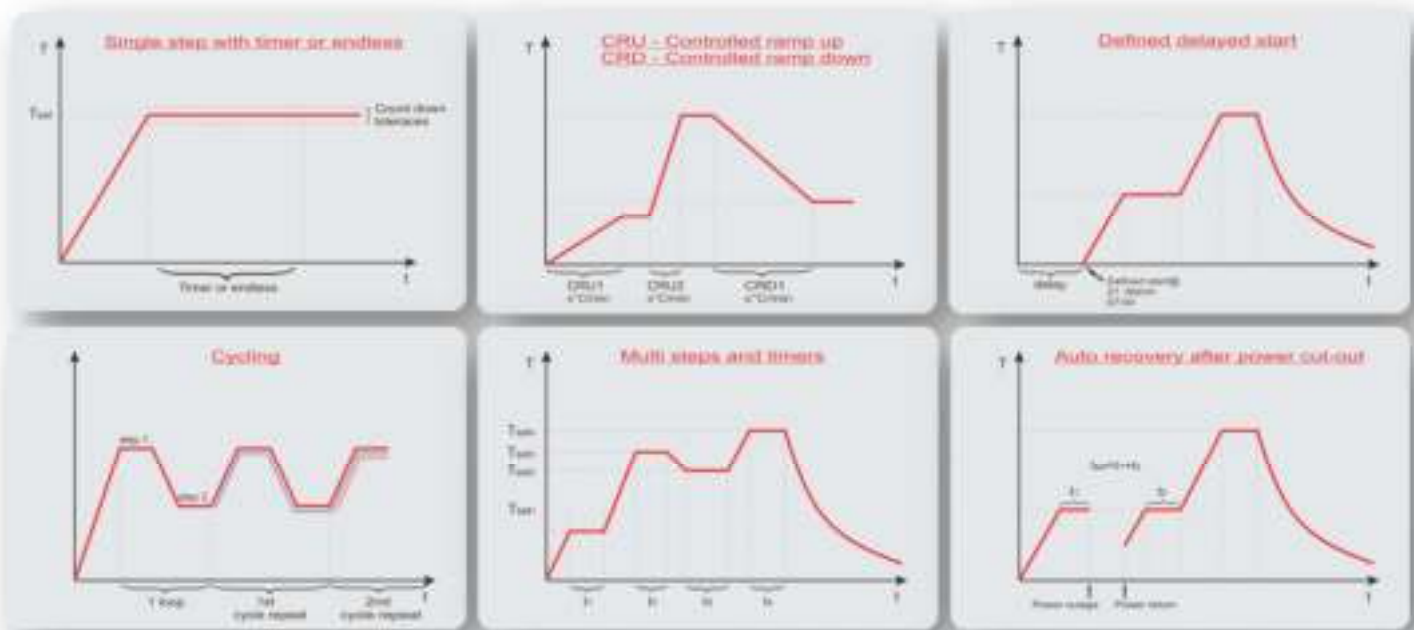 T
Single step with timer or endless
Tset
Count down
tolerances
Timer or endless
t
T
CRU - Controlled ramp up
CRD - Controlled ramp down
CRU1
CRU2
CRD1
x°C/min
x°C/min
x°C/min
t
T
Defined delayed start
delay
t
Cycling
step 1
step 2
1 loop
1st
cycle repeat
2nd
cycle repeat
t
T
Multi steps and timers
t
T
Auto recovery after power cut-out
Power outage
Power return
t